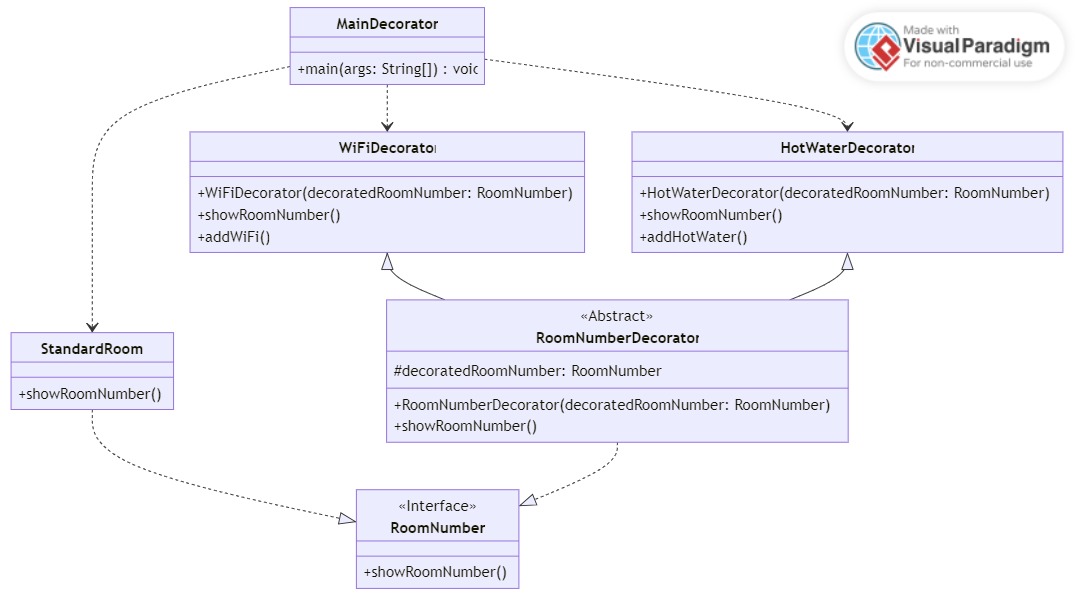 MainDecorator
+main(args: String[]) : void
Made with
Visual Paradigm
For non-commercial use
WiFiDecorator
+WiFiDecorator(decoratedRoomNumber: RoomNumber)
+showRoomNumber()
+addWiFi()
HotWaterDecorator
+HotWaterDecorator(decoratedRoomNumber: RoomNumber)
+showRoomNumber()
+addHotWater()
StandardRoom
+showRoomNumber()
«Abstract»
RoomNumberDecorator
#decoratedRoomNumber: RoomNumber
+RoomNumberDecorator(decoratedRoomNumber: RoomNumber)
+showRoomNumber()
«Interface»
RoomNumber
+showRoomNumber()